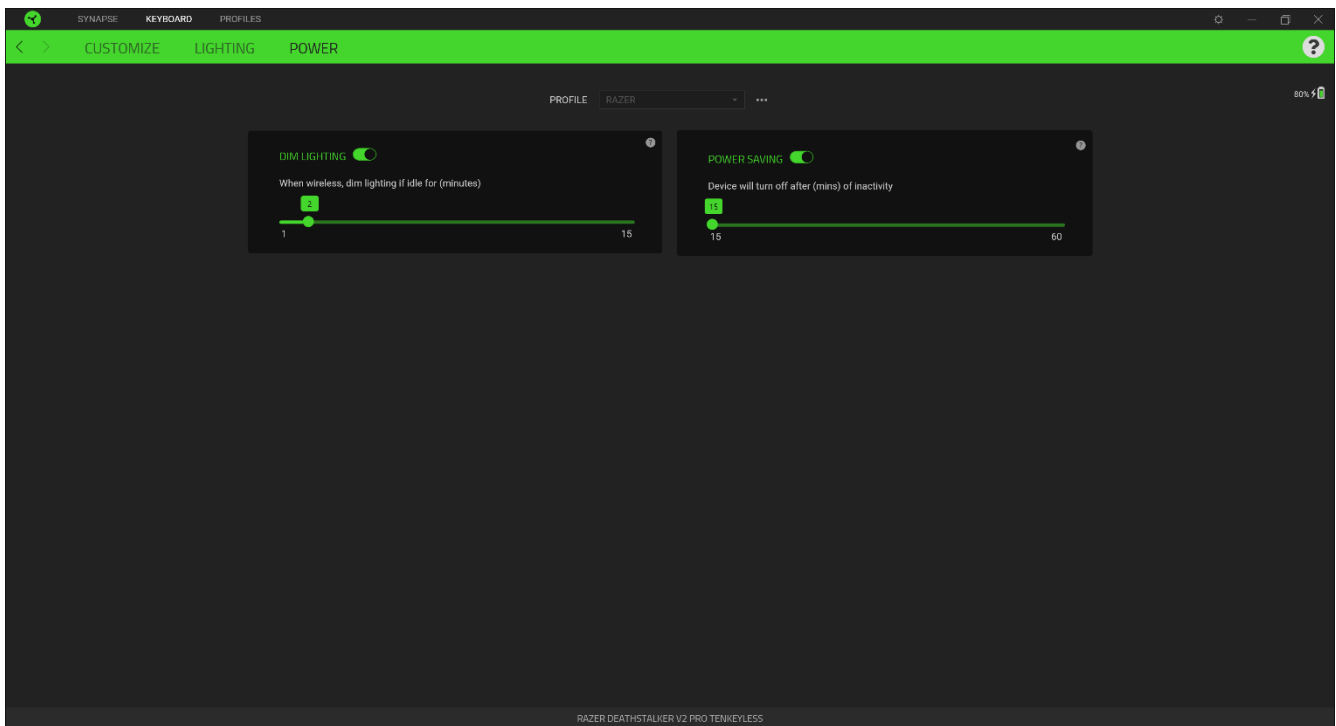 SYNAPSE KEYBOARD PROFILES
CUSTOMIZE LIGHTING POWER ?
PROFILE RAZER •••
80%
DIM LIGHTING ?
When wireless, dim lighting if idle for (minutes)
2
1 15
POWER SAVING ?
Device will turn off after (mins) of inactivity
15
15 60
RAZER DEATHSTALKER V2 PRO TENKEYLESS